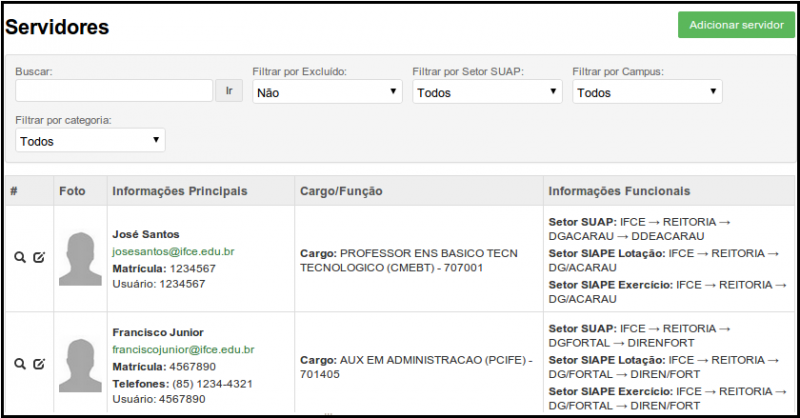 Servidores
Adicionar servidor
Buscar:
Ir
Filtrar por Excluído:
Não
Filtrar por Setor SUAP:
Todos
Filtrar por Campus:
Todos
Filtrar por categoria:
Todos
# Foto Informações Principais Cargo/Função Informações Funcionais
José Santos
josesantos@ifce.edu.br
Matrícula: 1234567
Usuário: 1234567
Cargo: PROFESSOR ENS BASICO TECN
TECNOLOGICO (CMEBT) - 707001
Setor SUAP: IFCE → REITORIA →
DGACARAU → DDEACARAU
Setor SIAPE Lotação: IFCE → REITORIA →
DG/ACARAU
Setor SIAPE Exercício: IFCE → REITORIA →
DG/ACARAU
Francisco Junior
franciscojunior@ifce.edu.br
Matrícula: 4567890
Telefones: (85) 1234-4321
Usuário: 4567890
Cargo: AUX EM ADMINISTRACAO (PCIFE) -
701405
Setor SUAP: IFCE → REITORIA →
DGFORTAL → DIRENFORT
Setor SIAPE Lotação: IFCE → REITORIA →
DG/FORTAL → DIREN/FORT
Setor SIAPE Exercício: IFCE → REITORIA →
DG/FORTAL → DIREN/FORT